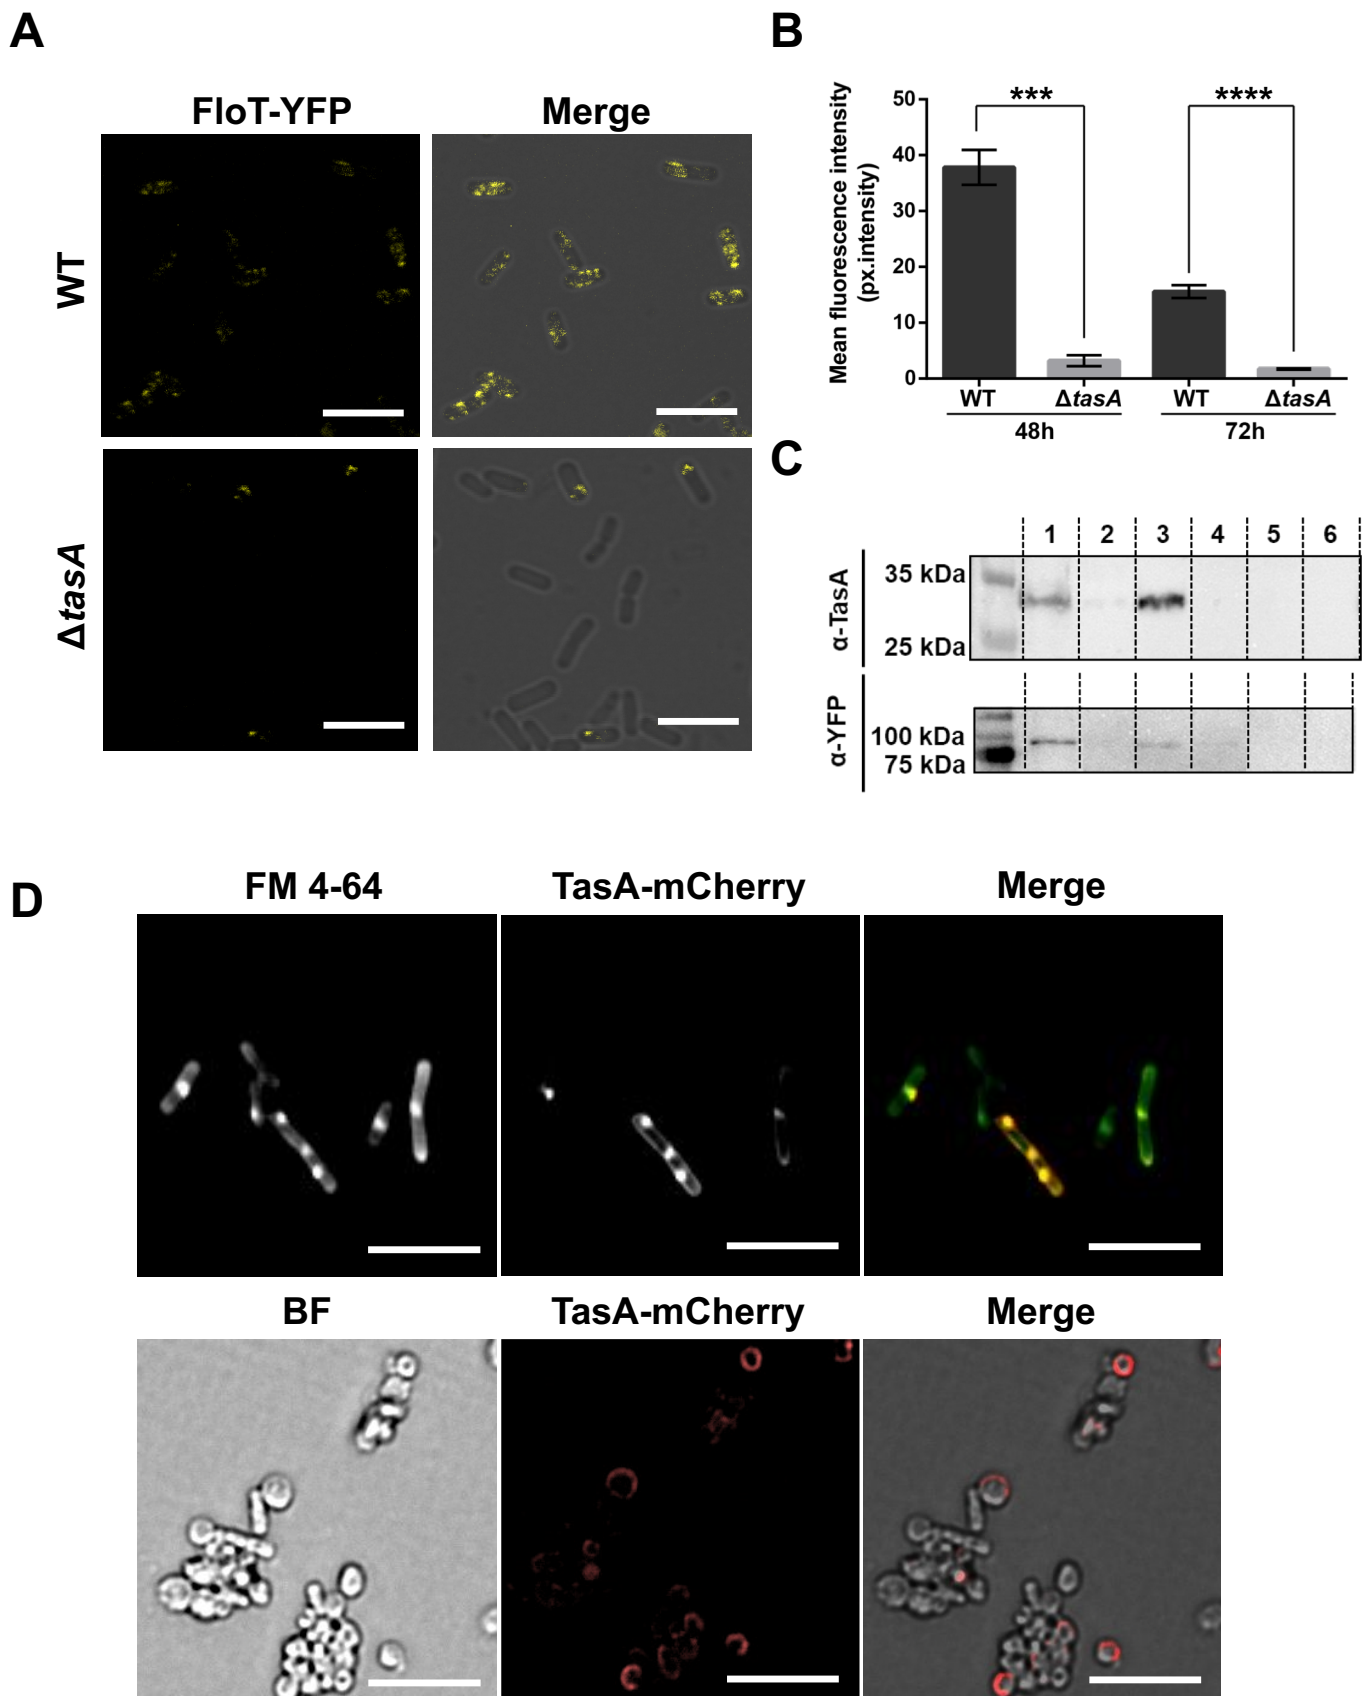 A
FloT-YFP
Merge
WT
ΔtasA
B
Mean fluorescence intensity
(px.intensity)
50
40
30
20
10
0
***
****
WT
ΔtasA
WT
ΔtasA
48h
72h
C
1 2 3 4 5 6
α-TasA
35 kDa
25 kDa
α-YFP
100 kDa
75 kDa
D
FM 4-64
TasA-mCherry
Merge
BF
TasA-mCherry
Merge